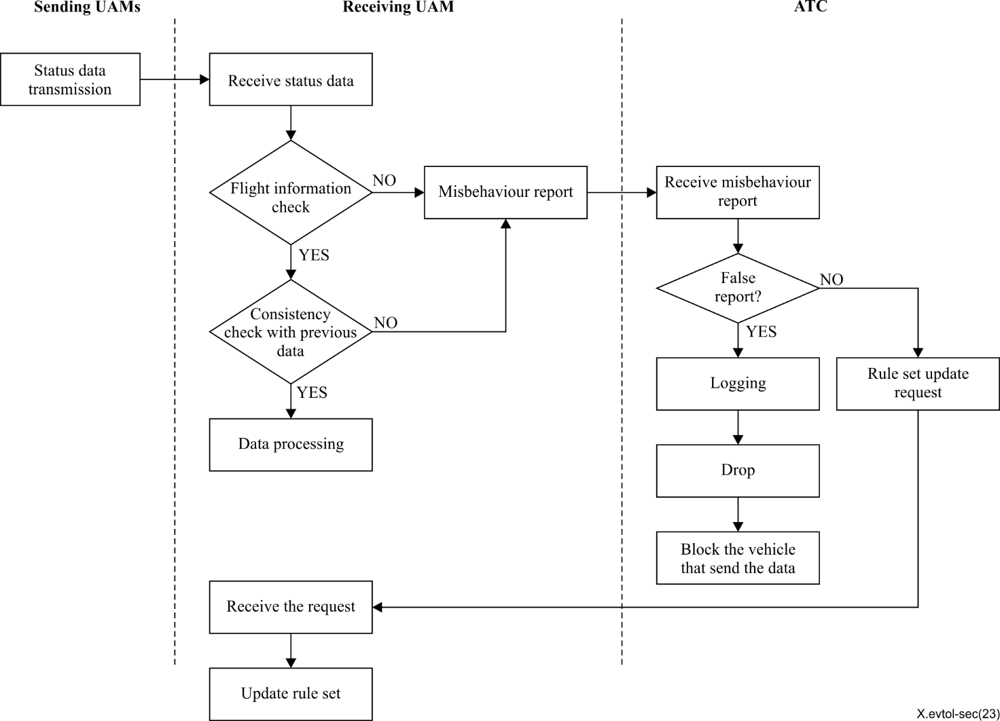 Sending UAMs
Receiving UAM
ATC
Status data
transmission
Receive status data
Flight information
check
NO
Misbehaviour report
Receive misbehaviour
report
YES
False
report?
NO
Consistency
check with previous
data
NO
YES
Logging
Rule set update
request
YES
Data processing
Drop
Block the vehicle
that send the data
Receive the request
Update rule set
X.evtol-sec(23)